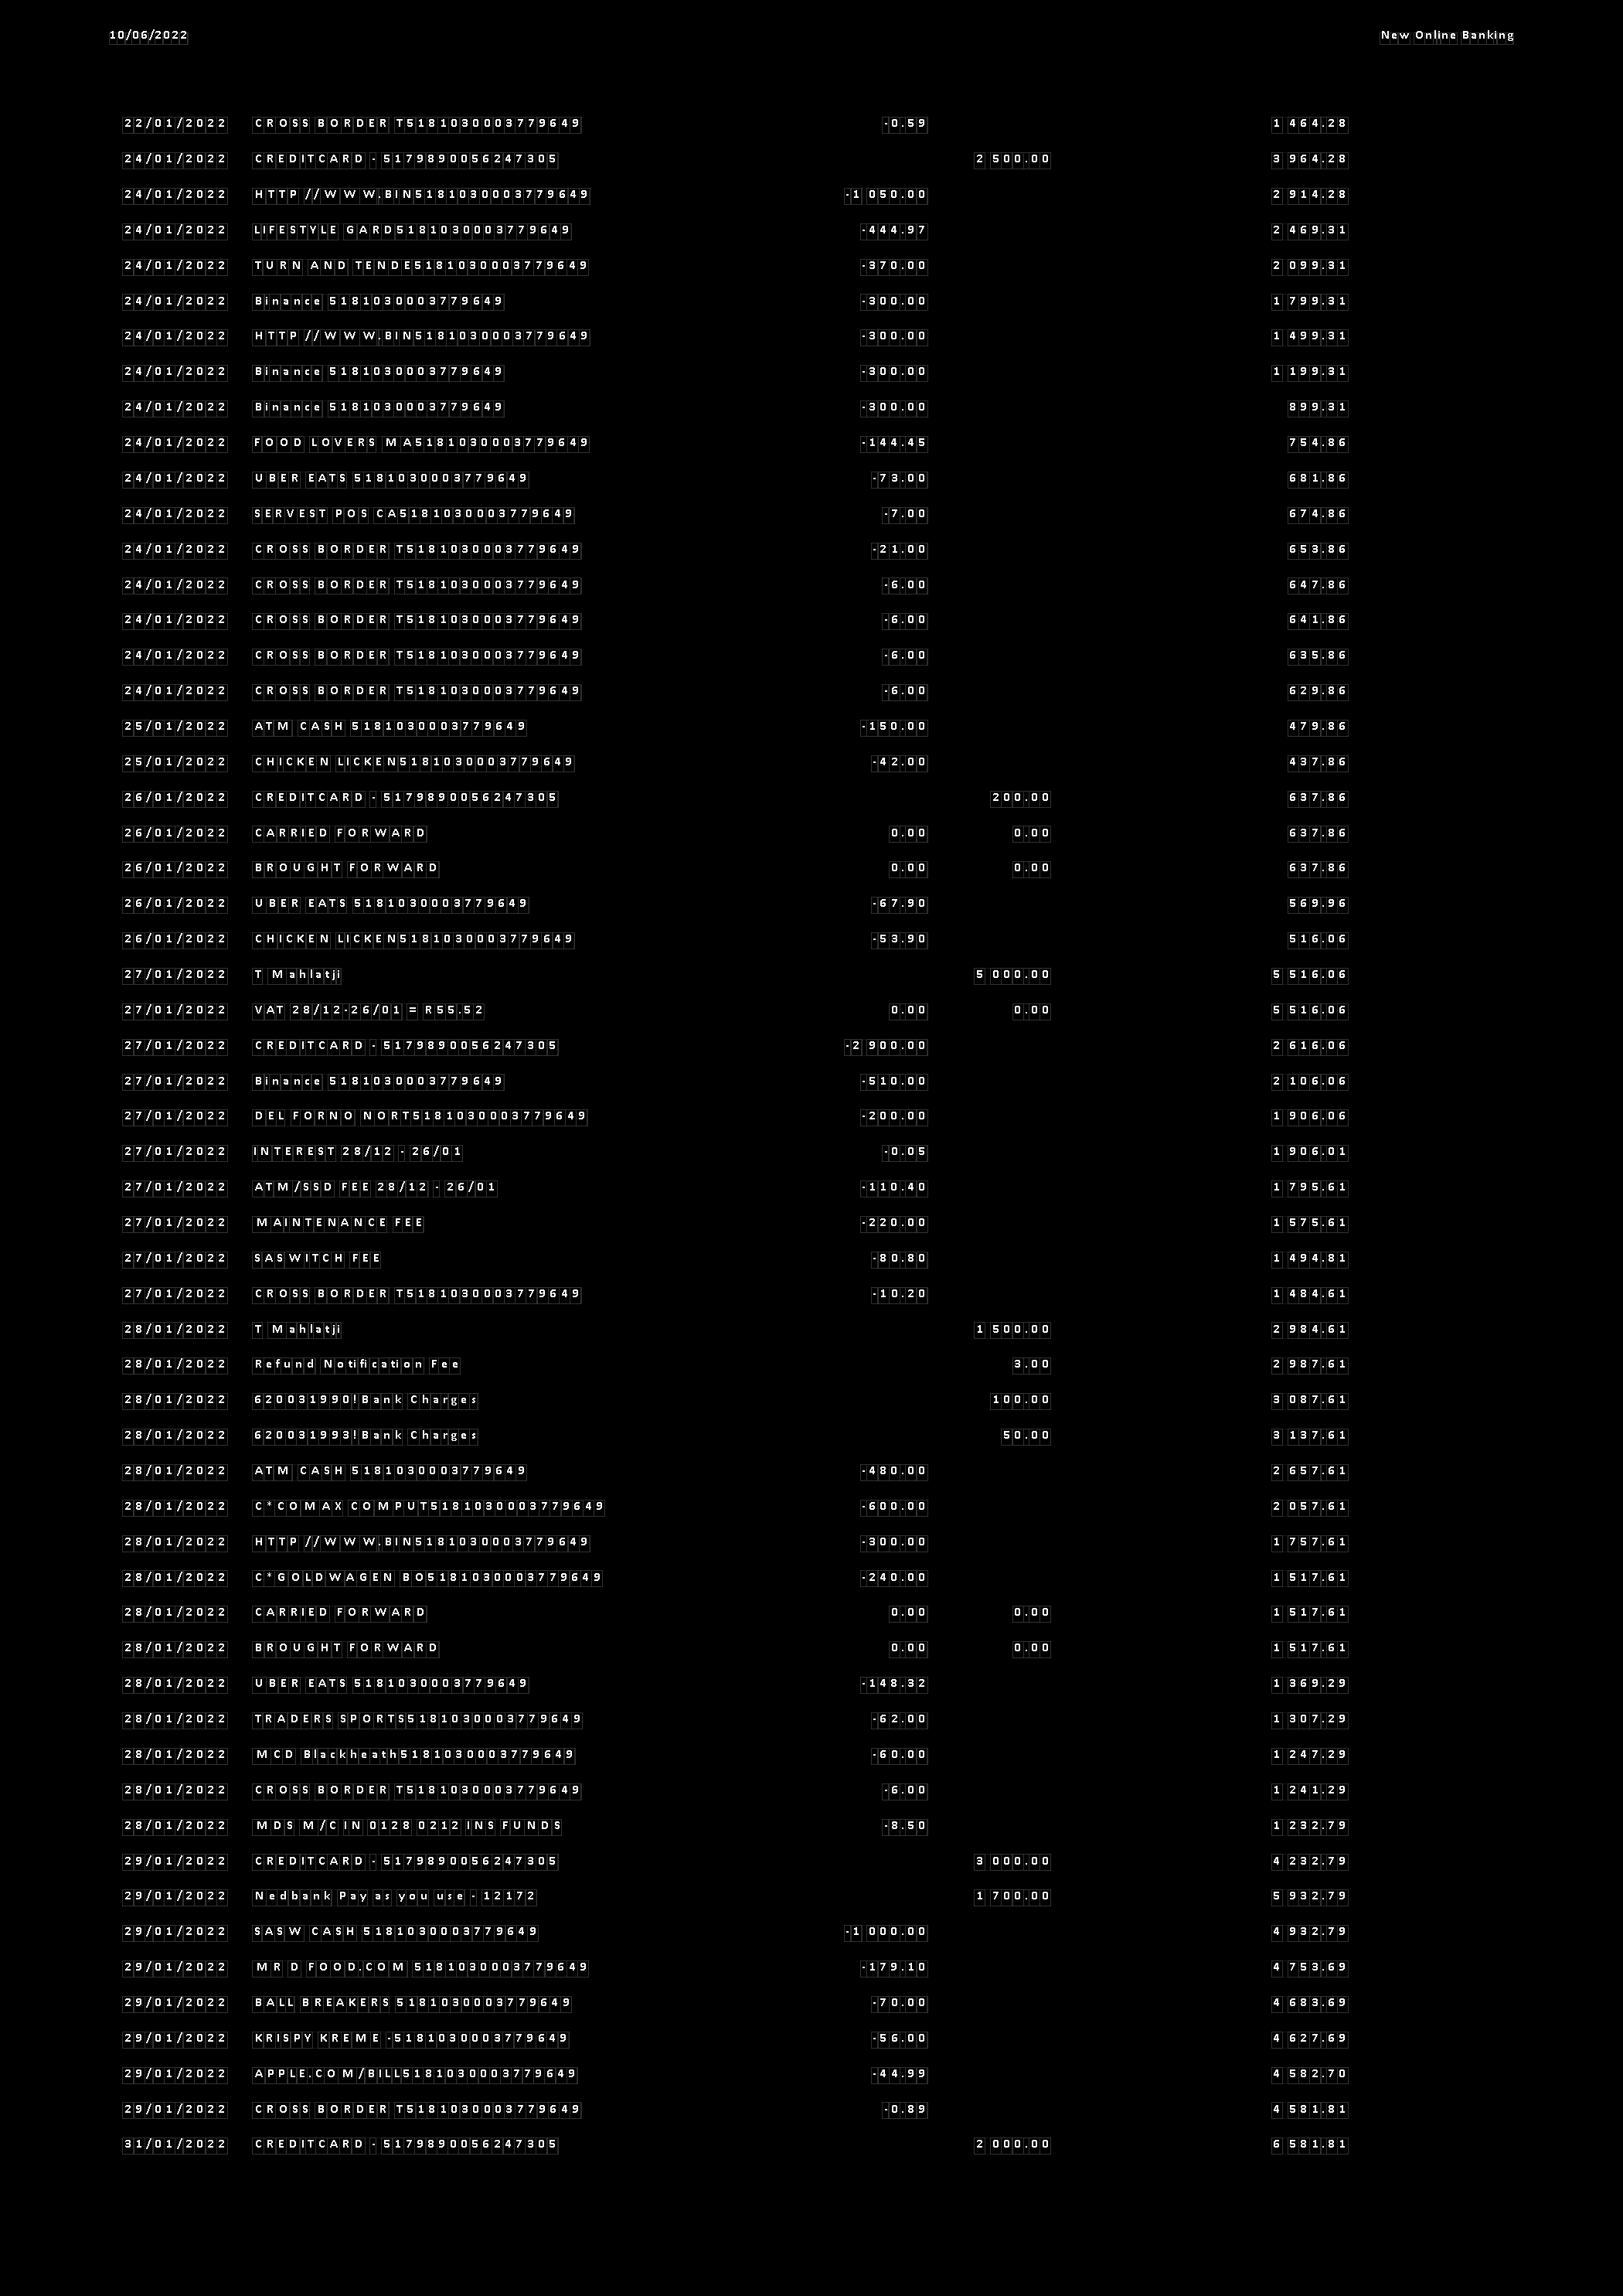 10/06/2022 New Online Banking
22/01/2022 CROSS BORDER T5181030003779649 -0.59 1 464.28
24/01/2022 CREDITCARD - 5179890056247305 2 500.00 3 964.28
24/01/2022 HTTP //WWW.BIN5181030003779649 -1 050.00 2 914.28
24/01/2022 LIFESTYLE GARD5181030003779649 -444.97 2 469.31
24/01/2022 TURN AND TENDE5181030003779649 -370.00 2 099.31
24/01/2022 Binance 5181030003779649 -300.00 1 799.31
24/01/2022 HTTP //WWW.BIN5181030003779649 -300.00 1 499.31
24/01/2022 Binance 5181030003779649 -300.00 1 199.31
24/01/2022 Binance 5181030003779649 -300.00 899.31
24/01/2022 FOOD LOVERS MA5181030003779649 -144.45 754.86
24/01/2022 UBER EATS 5181030003779649 -73.00 681.86
24/01/2022 SERVEST POS CA5181030003779649 -7.00 674.86
24/01/2022 CROSS BORDER T5181030003779649 -21.00 653.86
24/01/2022 CROSS BORDER T5181030003779649 -6.00 647.86
24/01/2022 CROSS BORDER T5181030003779649 -6.00 641.86
24/01/2022 CROSS BORDER T5181030003779649 -6.00 635.86
24/01/2022 CROSS BORDER T5181030003779649 -6.00 629.86
25/01/2022 ATM CASH 5181030003779649 -150.00 479.86
25/01/2022 CHICKEN LICKEN5181030003779649 -42.00 437.86
26/01/2022 CREDITCARD - 5179890056247305 200.00 637.86
26/01/2022 CARRIED FORWARD 0.00 0.00 637.86
26/01/2022 BROUGHT FORWARD 0.00 0.00 637.86
26/01/2022 UBER EATS 5181030003779649 -67.90 569.96
26/01/2022 CHICKEN LICKEN5181030003779649 -53.90 516.06
27/01/2022 T Mahlatji 5 000.00 5 516.06
27/01/2022 VAT 28/12-26/01 = R55.52 0.00 0.00 5 516.06
27/01/2022 CREDITCARD - 5179890056247305 -2 900.00 2 616.06
27/01/2022 Binance 5181030003779649 -510.00 2 106.06
27/01/2022 DEL FORNO NORT5181030003779649 -200.00 1 906.06
27/01/2022 INTEREST 28/12 - 26/01 -0.05 1 906.01
27/01/2022 ATM/SSD FEE 28/12 - 26/01 -110.40 1 795.61
27/01/2022 MAINTENANCE FEE -220.00 1 575.61
27/01/2022 SASWITCH FEE -80.80 1 494.81
27/01/2022 CROSS BORDER T5181030003779649 -10.20 1 484.61
28/01/2022 T Mahlatji 1 500.00 2 984.61
28/01/2022 Refund Notification Fee 3.00 2 987.61
28/01/2022 620031990!Bank Charges 100.00 3 087.61
28/01/2022 620031993!Bank Charges 50.00 3 137.61
28/01/2022 ATM CASH 5181030003779649 -480.00 2 657.61
28/01/2022 C*COMAX COMPUT5181030003779649 -600.00 2 057.61
28/01/2022 HTTP //WWW.BIN5181030003779649 -300.00 1 757.61
28/01/2022 C*GOLDWAGEN BO5181030003779649 -240.00 1 517.61
28/01/2022 CARRIED FORWARD 0.00 0.00 1 517.61
28/01/2022 BROUGHT FORWARD 0.00 0.00 1 517.61
28/01/2022 UBER EATS 5181030003779649 -148.32 1 369.29
28/01/2022 TRADERS SPORTS5181030003779649 -62.00 1 307.29
28/01/2022 MCD Blackheath5181030003779649 -60.00 1 247.29
28/01/2022 CROSS BORDER T5181030003779649 -6.00 1 241.29
28/01/2022 MDS M/C IN 0128 0212 INS FUNDS -8.50 1 232.79
29/01/2022 CREDITCARD - 5179890056247305 3 000.00 4 232.79
29/01/2022 Nedbank Pay as you use - 12172 1 700.00 5 932.79
29/01/2022 SASW CASH 5181030003779649 -1 000.00 4 932.79
29/01/2022 MR D FOOD.COM 5181030003779649 -179.10 4 753.69
29/01/2022 BALL BREAKERS 5181030003779649 -70.00 4 683.69
29/01/2022 KRISPY KREME -5181030003779649 -56.00 4 627.69
29/01/2022 APPLE.COM/BILL5181030003779649 -44.99 4 582.70
29/01/2022 CROSS BORDER T5181030003779649 -0.89 4 581.81
31/01/2022 CREDITCARD - 5179890056247305 2 000.00 6 581.81